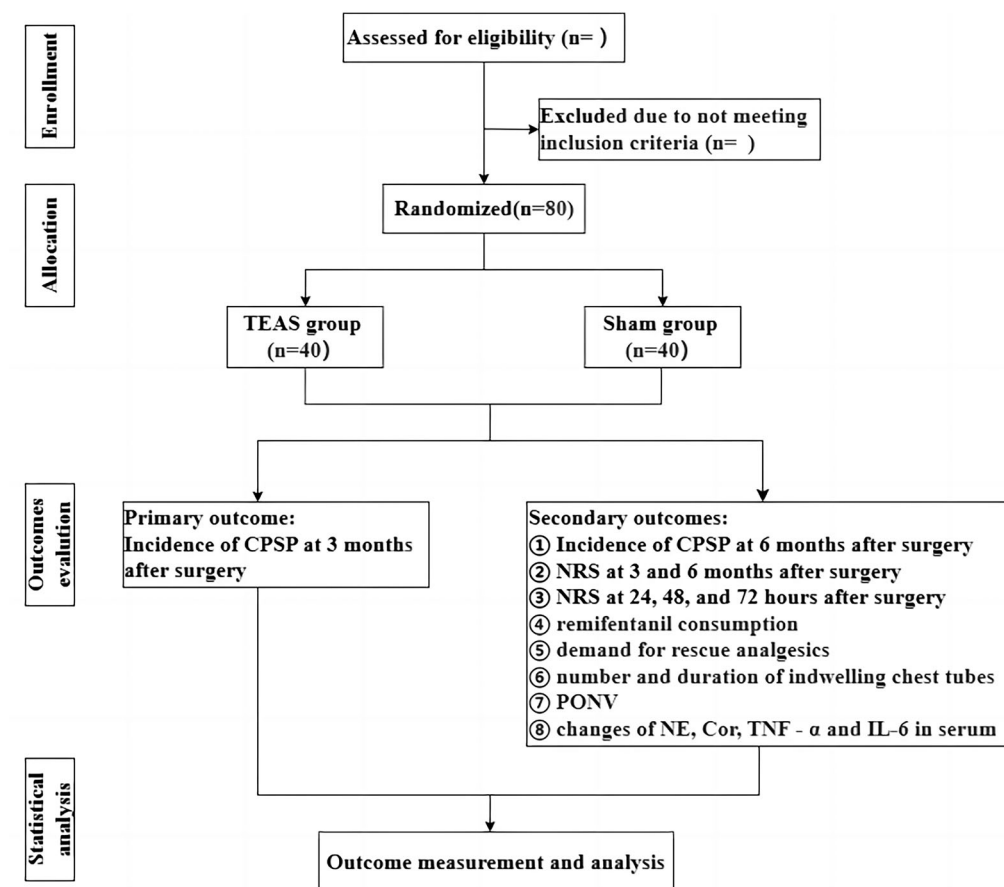 Enrollment
Assessed for eligibility (n= )
Excluded due to not meeting
inclusion criteria (n= )
Allocation
Randomized(n=80)
TEAS group
(n=40)
Sham group
(n=40)
Outcomes
evalution
Primary outcome:
Incidence of CPSP at 3 months
after surgery
Secondary outcomes:
① Incidence of CPSP at 6 months after surgery
② NRS at 3 and 6 months after surgery
③ NRS at 24, 48, and 72 hours after surgery
④ remifentanil consumption
⑤ demand for rescue analgesics
⑥ number and duration of indwelling chest tubes
⑦ PONV
⑧ changes of NE, Cor, TNF - α and IL-6 in serum
Statistical
analysis
Outcome measurement and analysis